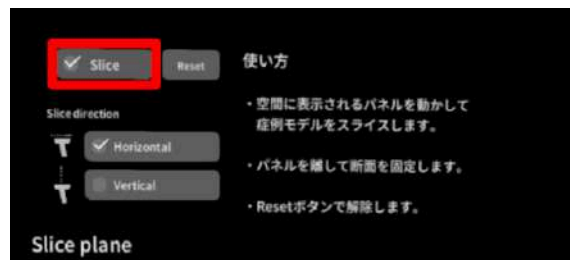 Slice
Reset
Slice direction
Horizontal
Vertical
Slice plane
使い方
・空間に表示されるパネルを動かして
症例モデルをスライスします。
・パネルを離して断面を固定します。
・Resetボタンで解除します。